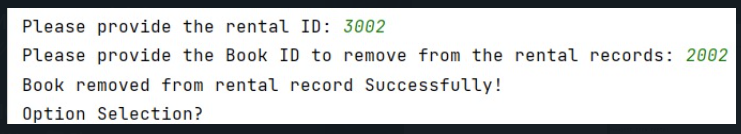 Please provide the rental ID: 3002
Please provide the Book ID to remove from the rental records: 2002
Book removed from rental record Successfully!
Option Selection?